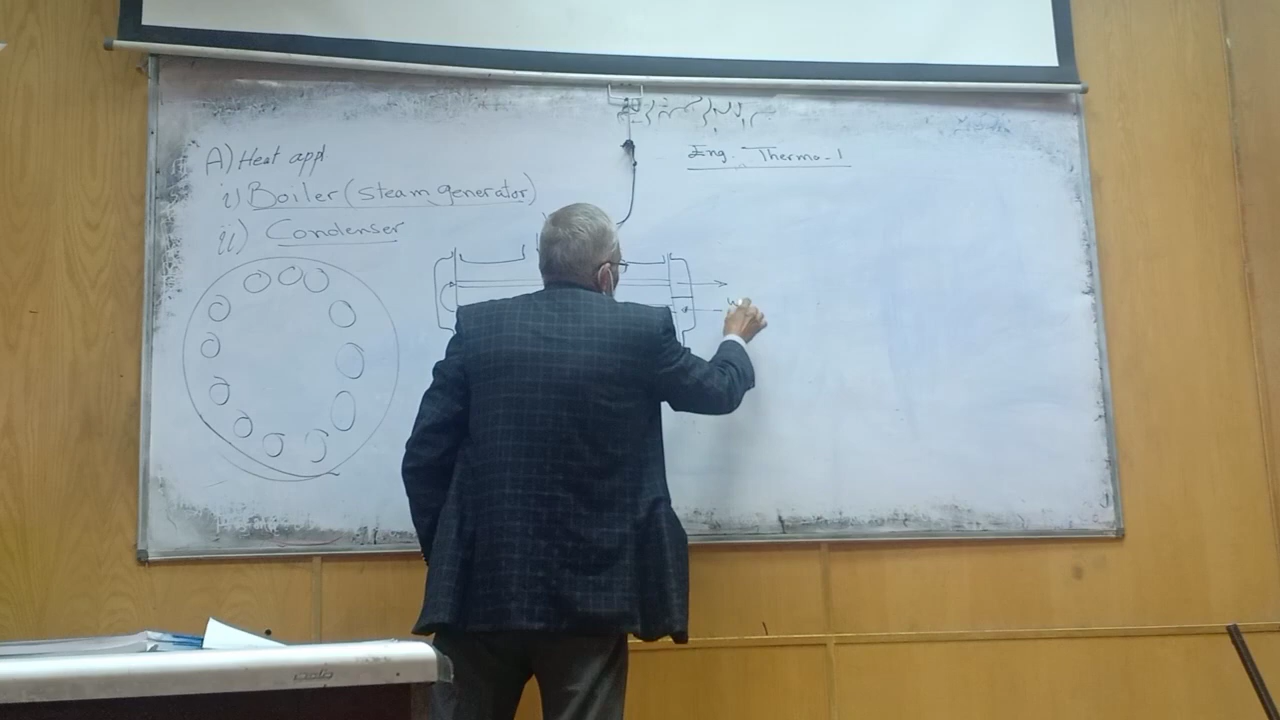 Eng. Thermo-1
A) Heat appl
i) Boiler (steam generator)
ii) Condenser